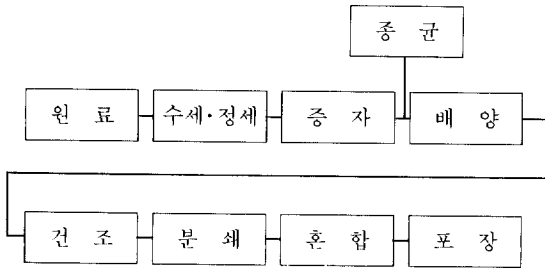 종 균
원 료 수세·정세 증 자 배 양
건 조 분 쇄 혼 합 포 장